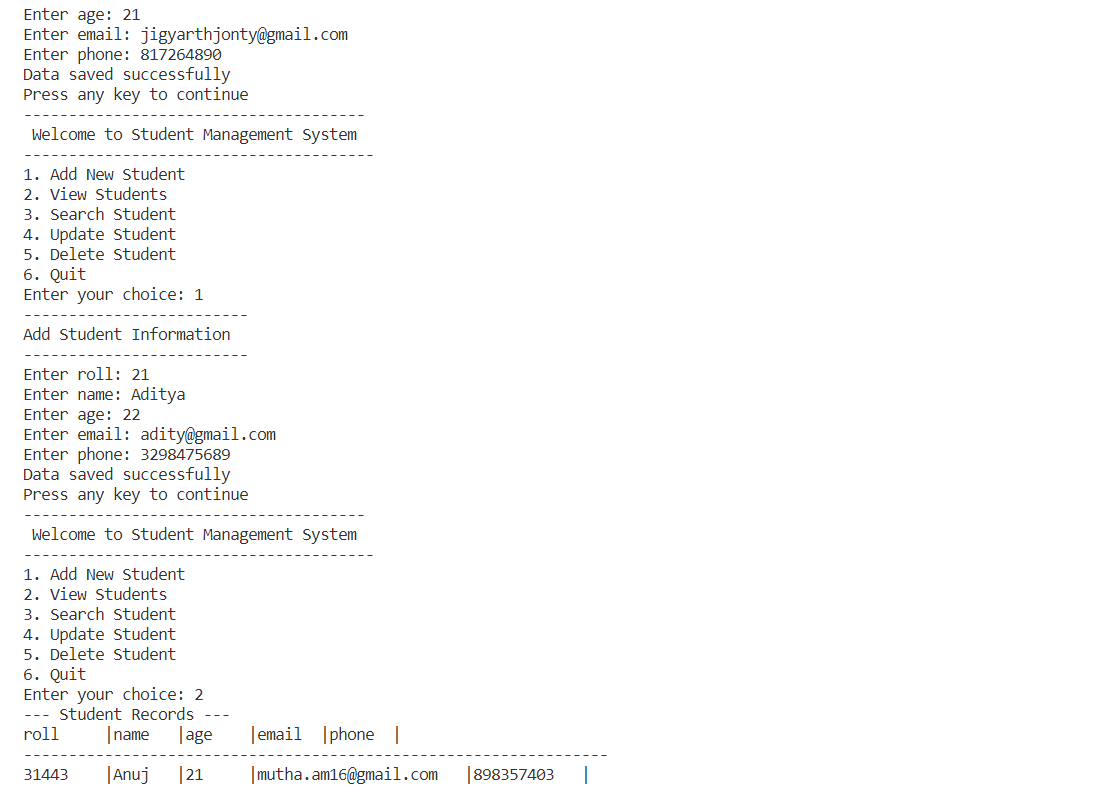 Enter age: 21
Enter email: jigyarthjonty@gmail.com
Enter phone: 817264890
Data saved successfully
Press any key to continue
--------------------------------------
 Welcome to Student Management System
---------------------------------------
1. Add New Student
2. View Students
3. Search Student
4. Update Student
5. Delete Student
6. Quit
Enter your choice: 1
-------------------------
Add Student Information
-------------------------
Enter roll: 21
Enter name: Aditya
Enter age: 22
Enter email: adity@gmail.com
Enter phone: 3298475689
Data saved successfully
Press any key to continue
--------------------------------------
 Welcome to Student Management System
---------------------------------------
1. Add New Student
2. View Students
3. Search Student
4. Update Student
5. Delete Student
6. Quit
Enter your choice: 2
--- Student Records ---
roll     |name   |age    |email  |phone  |
-----------------------------------------------------------------
31443    |Anuj   |21     |mutha.am16@gmail.com   |898357403   |